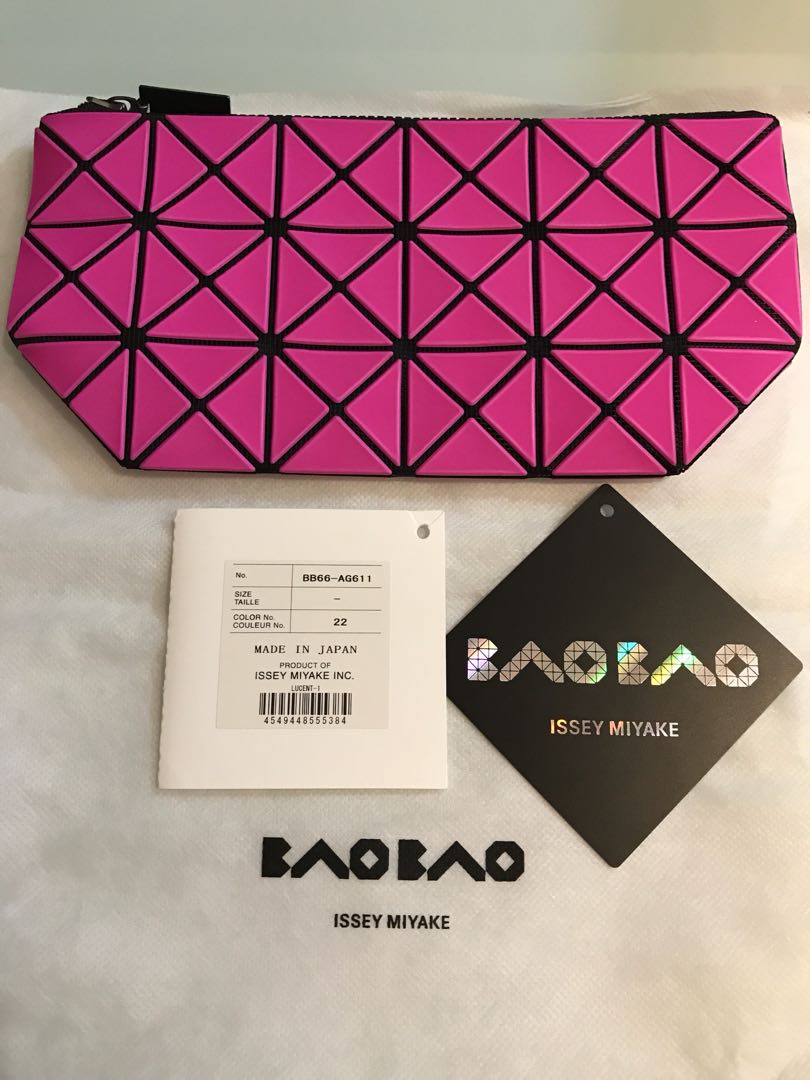 No. BB66-AG611
SIZE
TAILLE –
COLOR No.
COULEUR No. 22
MADE IN JAPAN
PRODUCT OF
ISSEY MIYAKE INC.
LUCENT-1
4549448555384
BAOBAO
ISSEY MIYAKE
BAOBAO
ISSEY MIYAKE